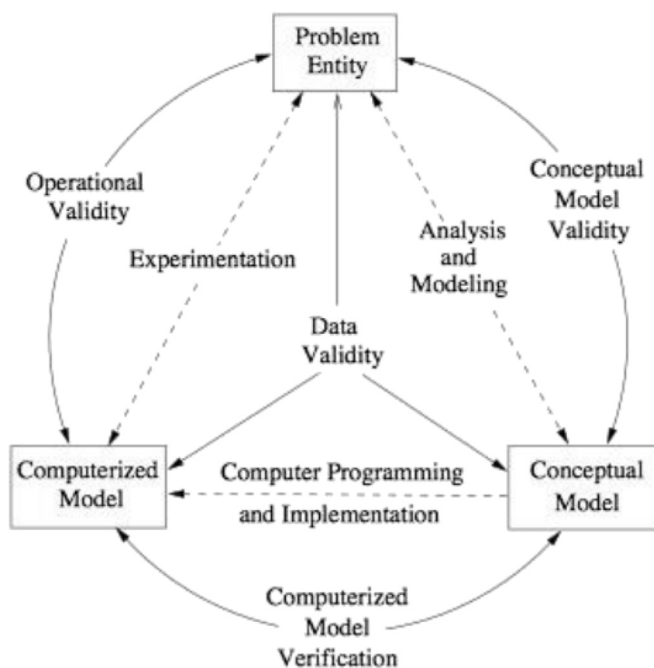 Problem
Entity
Operational
Validity
Conceptual
Model
Validity
Experimentation
Analysis
and
Modeling
Data
Validity
Computerized
Model
Computer Programming
and Implementation
Conceptual
Model
Computerized
Model
Verification